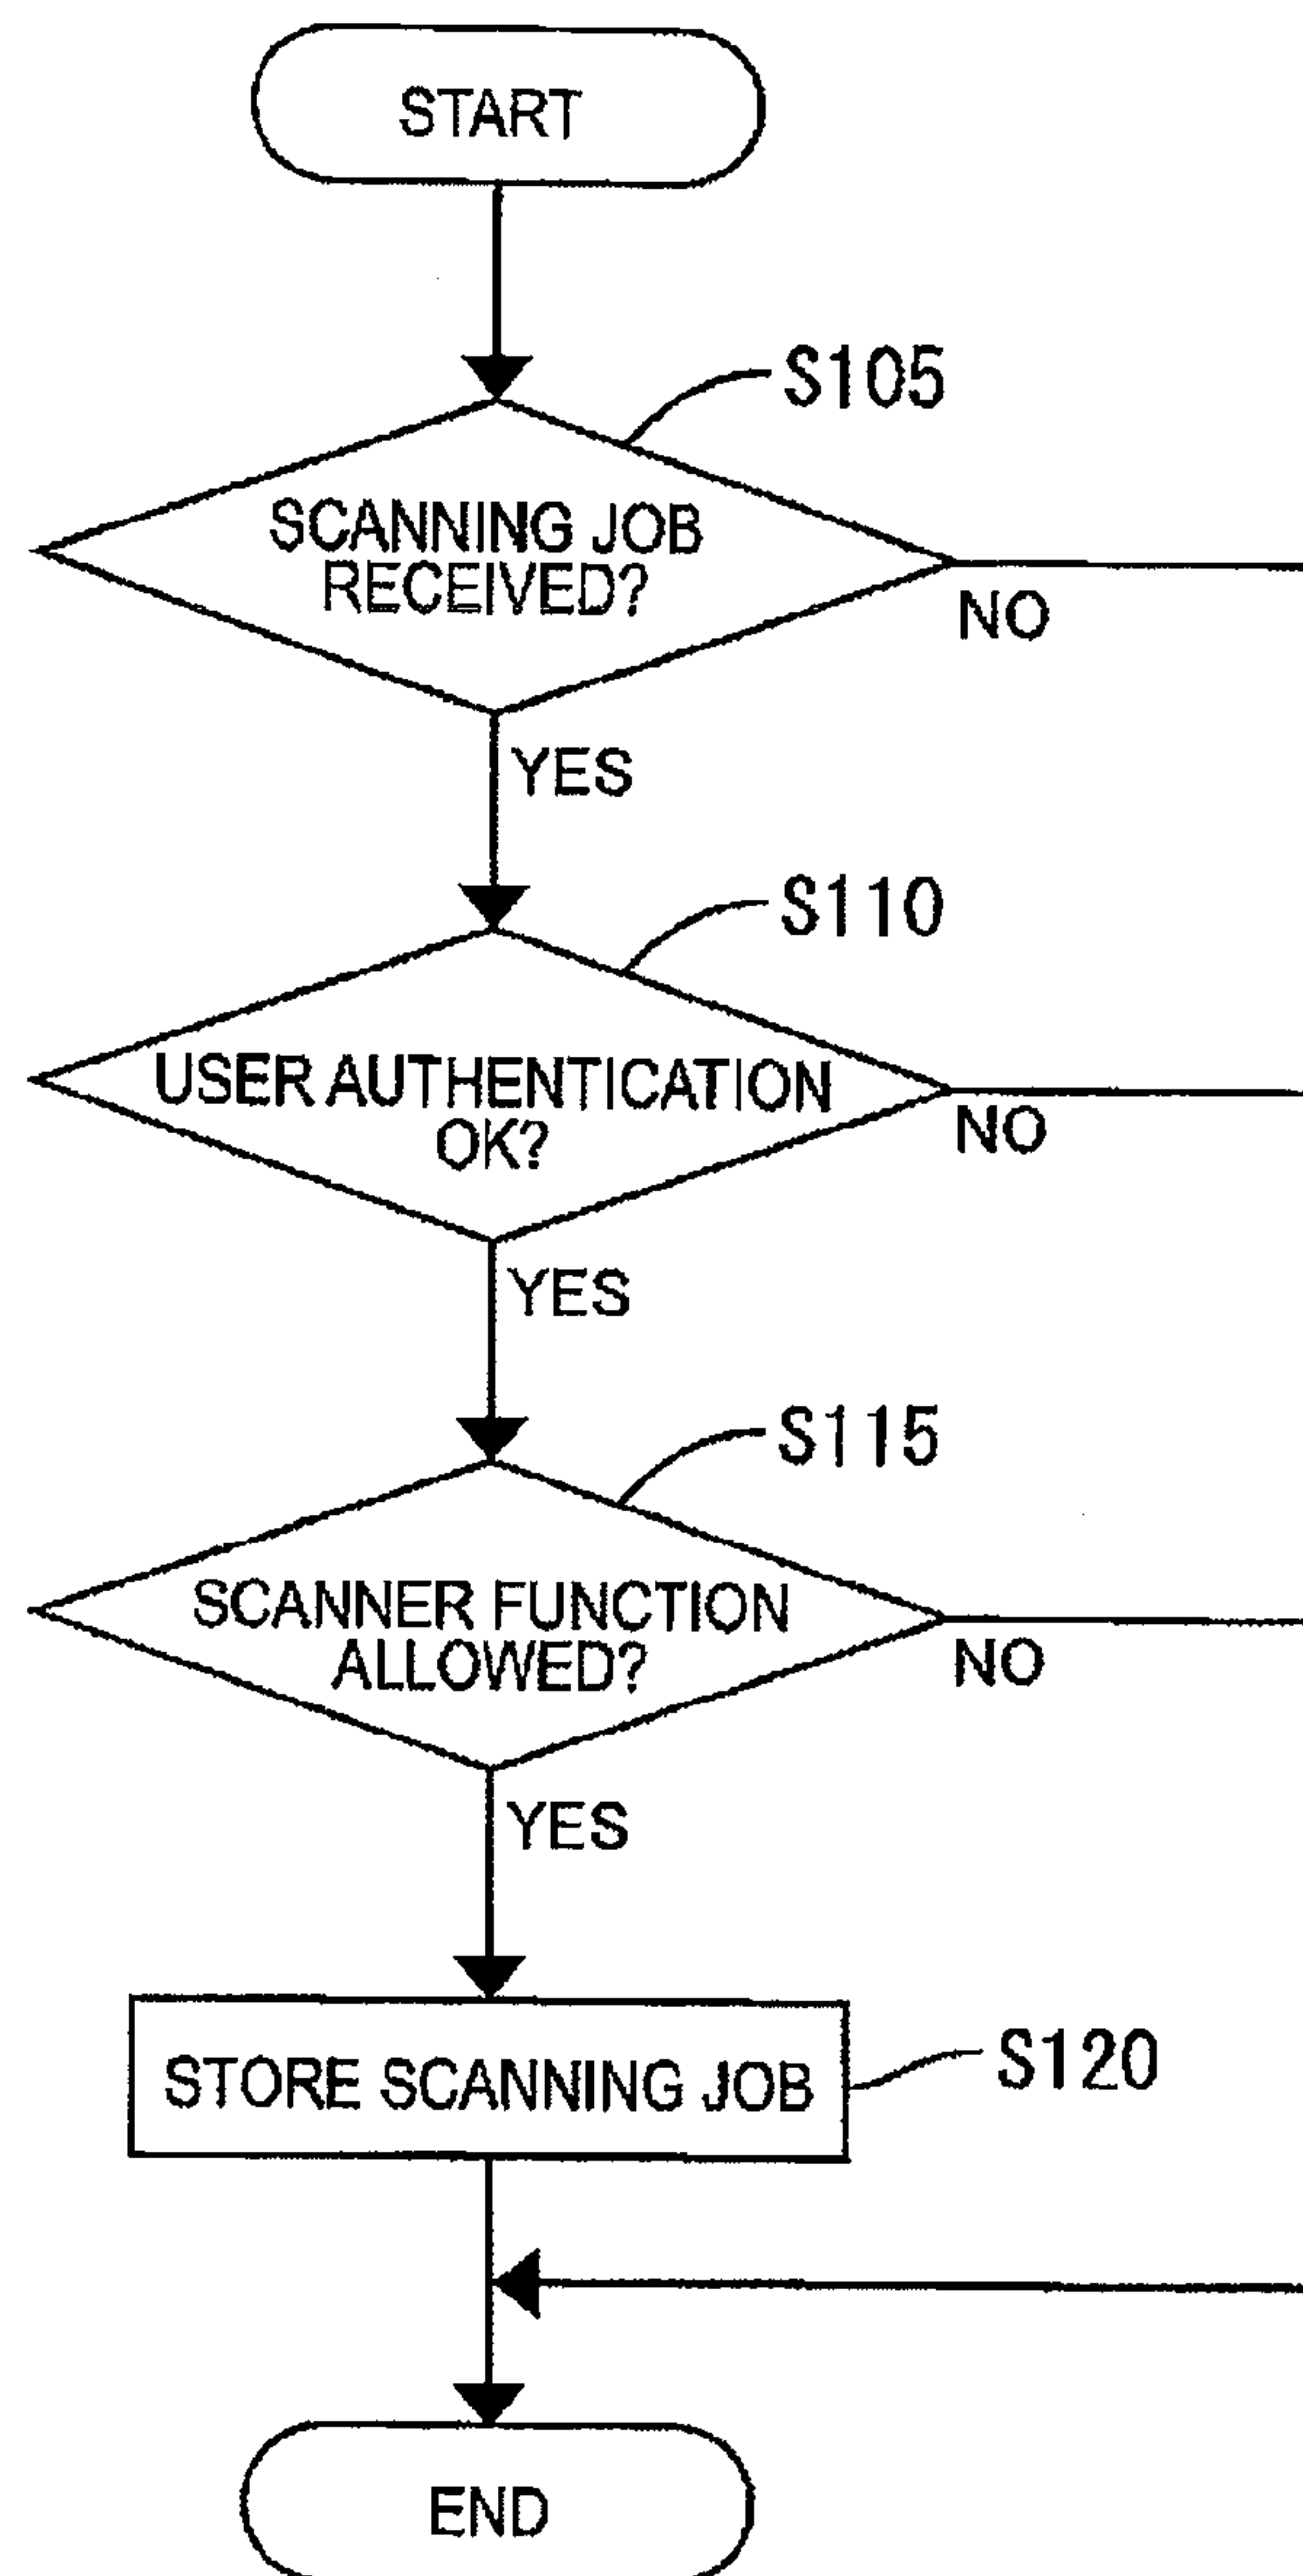 START
S105
SCANNING JOB
RECEIVED?
NO
YES
S110
USER AUTHENTICATION
OK?
NO
YES
S115
SCANNER FUNCTION
ALLOWED?
NO
YES
STORE SCANNING JOB
S120
END